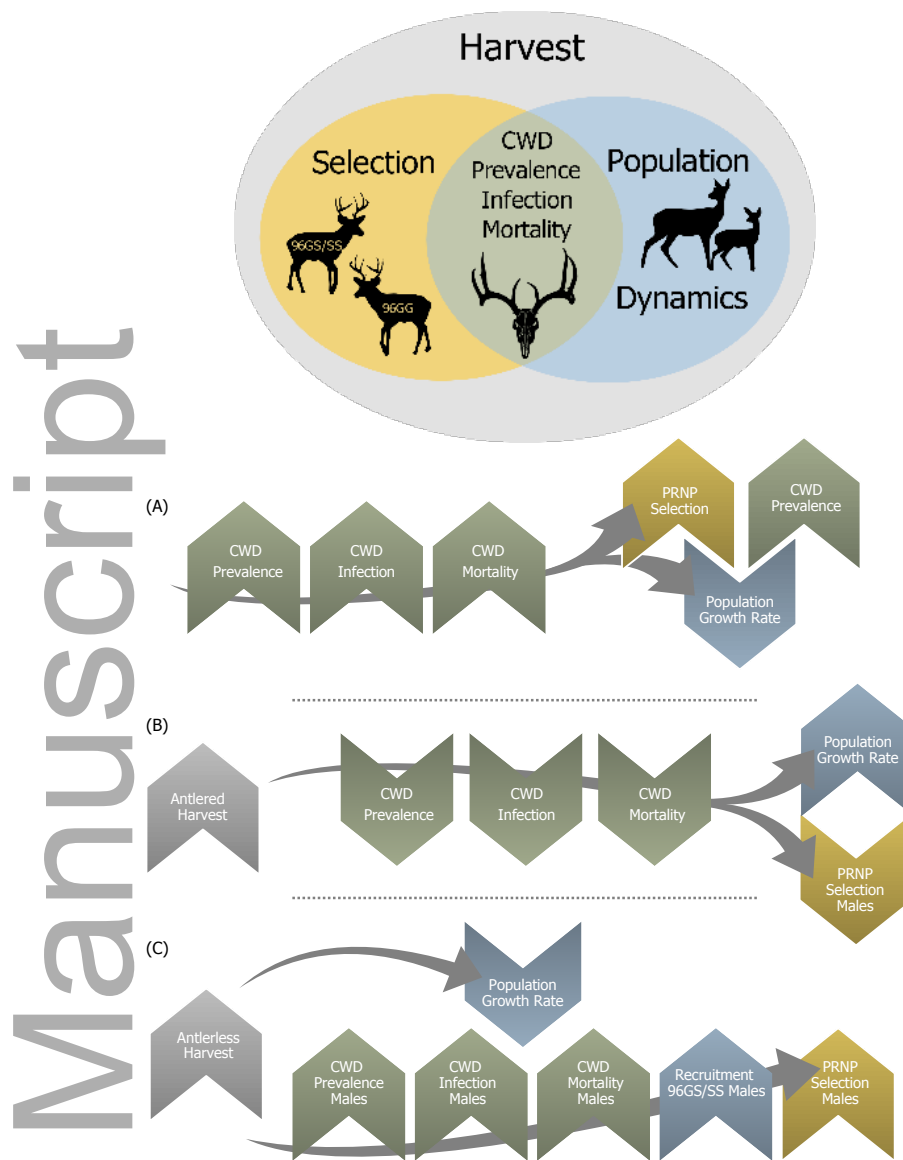 Harvest
Selection
CWD
Prevalence
Infection
Mortality
Population
Dynamics
96GS/SS
96GG
Manuscript
(A)
CWD
Prevalence
CWD
Infection
CWD
Mortality
PRNP
Selection
CWD
Prevalence
Population
Growth Rate
(B)
Antlered
Harvest
CWD
Prevalence
CWD
Infection
CWD
Mortality
Population
Growth Rate
PRNP
Selection
Males
(C)
Antlerless
Harvest
Population
Growth Rate
CWD
Prevalence
Males
CWD
Infection
Males
CWD
Mortality
Males
Recruitment
96GS/SS Males
PRNP
Selection
Males